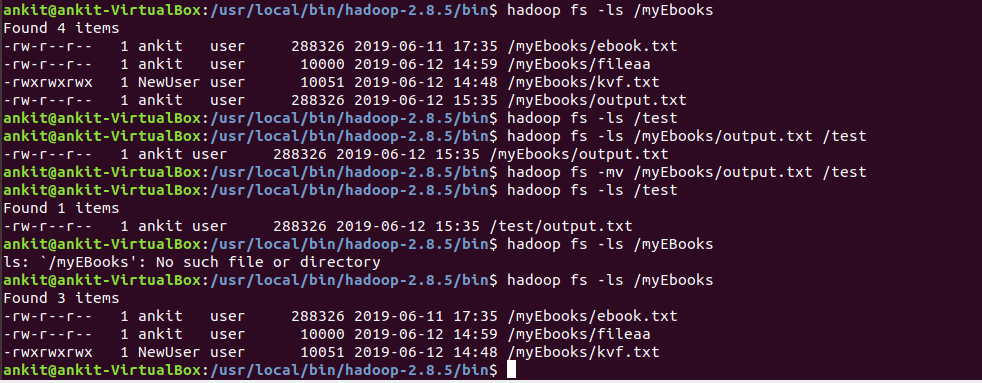 ankit@ankit-VirtualBox:/usr/local/bin/hadoop-2.8.5/bin$ hadoop fs -ls /myEbooks
Found 4 items
-rw-r--r--   1 ankit   user     288326 2019-06-11 17:35 /myEbooks/ebook.txt
-rw-r--r--   1 ankit   user      10000 2019-06-12 14:59 /myEbooks/fileaa
-rwxrwxrwx   1 NewUser user      10051 2019-06-12 14:48 /myEbooks/kvf.txt
-rw-r--r--   1 ankit   user     288326 2019-06-12 15:35 /myEbooks/output.txt
ankit@ankit-VirtualBox:/usr/local/bin/hadoop-2.8.5/bin$ hadoop fs -ls /test
ankit@ankit-VirtualBox:/usr/local/bin/hadoop-2.8.5/bin$ hadoop fs -ls /myEbooks/output.txt /test
-rw-r--r--   1 ankit user     288326 2019-06-12 15:35 /myEbooks/output.txt
ankit@ankit-VirtualBox:/usr/local/bin/hadoop-2.8.5/bin$ hadoop fs -mv /myEbooks/output.txt /test
ankit@ankit-VirtualBox:/usr/local/bin/hadoop-2.8.5/bin$ hadoop fs -ls /test
Found 1 items
-rw-r--r--   1 ankit user     288326 2019-06-12 15:35 /test/output.txt
ankit@ankit-VirtualBox:/usr/local/bin/hadoop-2.8.5/bin$ hadoop fs -ls /myEBooks
ls: `/myEBooks': No such file or directory
ankit@ankit-VirtualBox:/usr/local/bin/hadoop-2.8.5/bin$ hadoop fs -ls /myEbooks
Found 3 items
-rw-r--r--   1 ankit   user     288326 2019-06-11 17:35 /myEbooks/ebook.txt
-rw-r--r--   1 ankit   user      10000 2019-06-12 14:59 /myEbooks/fileaa
-rwxrwxrwx   1 NewUser user      10051 2019-06-12 14:48 /myEbooks/kvf.txt
ankit@ankit-VirtualBox:/usr/local/bin/hadoop-2.8.5/bin$